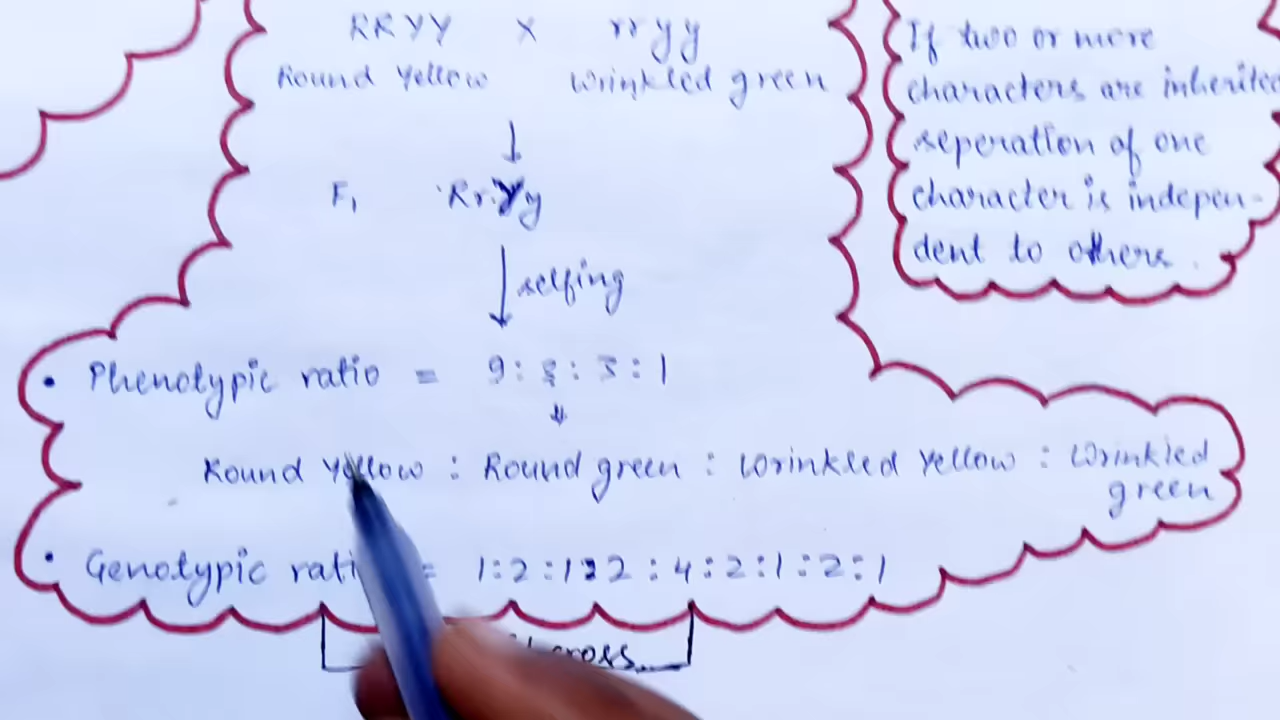 RRYY x rryy
Round Yellow wrinkled green
F1 RrYy
selfing
• Phenotypic ratio = 9:3:3:1
Round Yellow : Round green : Wrinkled Yellow : Wrinkled
green
• Genotypic rati = 1:2:1:2:4:2:1:2:1
cross
If two or more
characters are inherited
seperation of one
character is indepen-
dent to others.